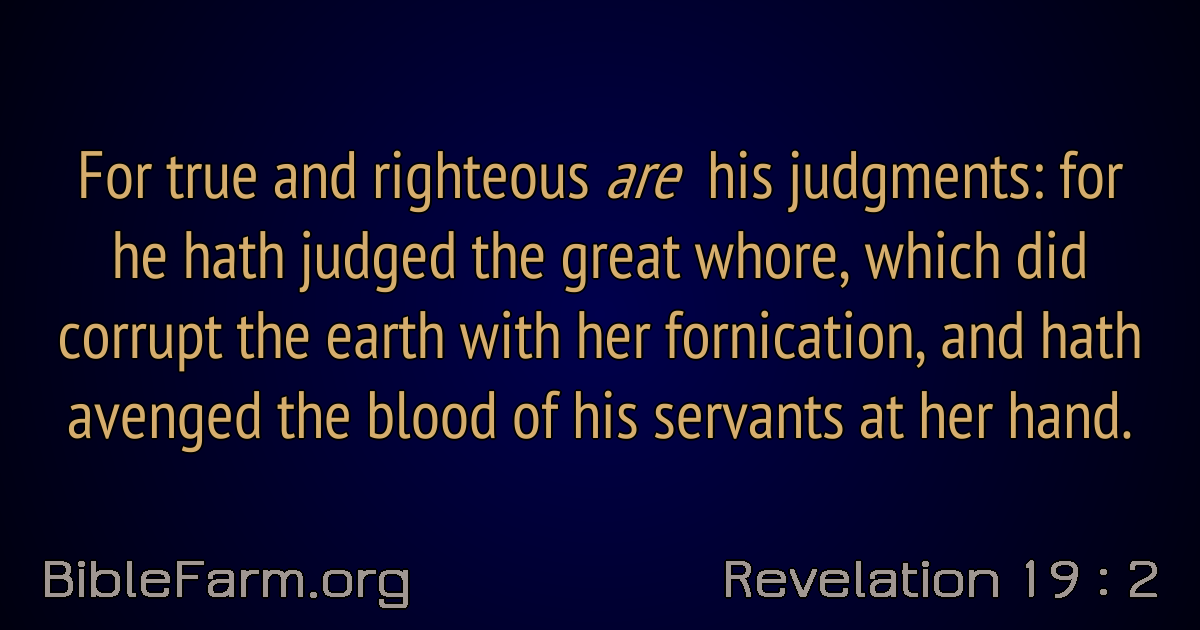 For true and righteous are his judgments: for
he hath judged the great whore, which did
corrupt the earth with her fornication, and hath
avenged the blood of his servants at her hand.
BibleFarm.org
Revelation 19 : 2